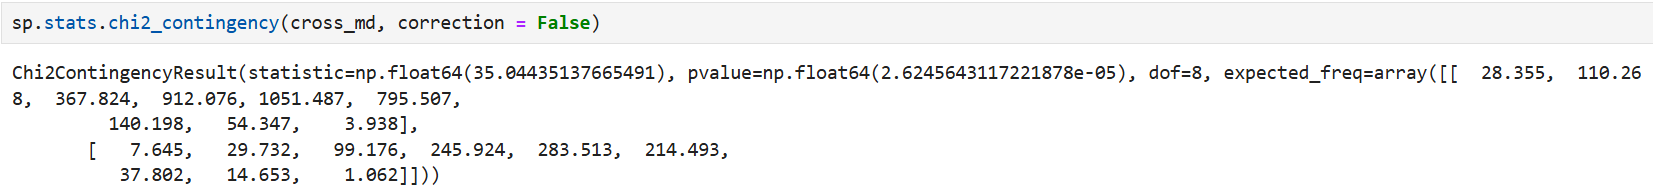 sp.stats.chi2_contingency(cross_md, correction = False)
Chi2ContingencyResult(statistic=np.float64(35.04435137665491), pvalue=np.float64(2.6245643117221878e-05), dof=8, expected_freq=array([[  28.355,  110.26
8,  367.824,  912.076, 1051.487,  795.507,
         140.198,   54.347,    3.938],
       [   7.645,   29.732,   99.176,  245.924,  283.513,  214.493,
          37.802,   14.653,    1.062]]))